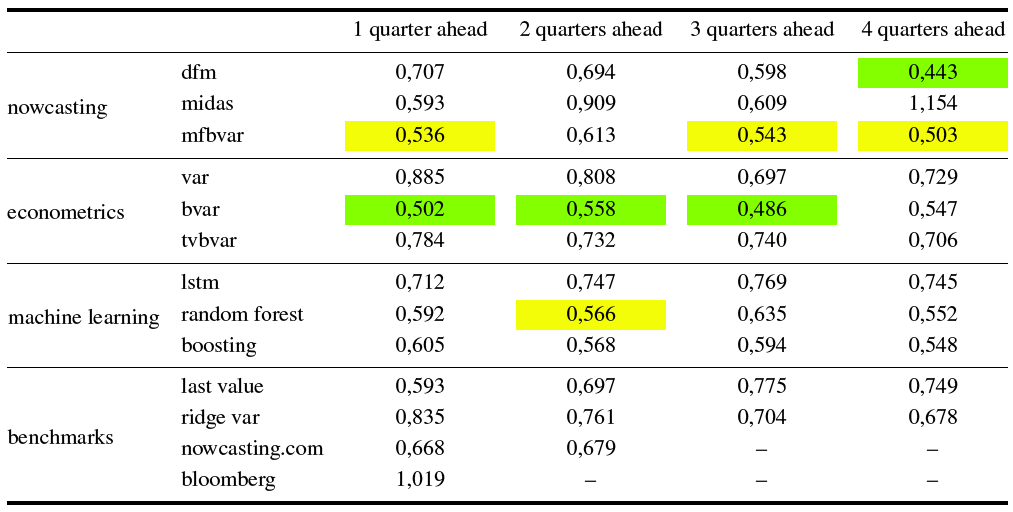 1 quarter ahead 2 quarters ahead 3 quarters ahead 4 quarters ahead
dfm 0,707 0,694 0,598 0,443
nowcasting midas 0,593 0,909 0,609 1,154
mfbvar 0,536 0,613 0,543 0,503
var 0,885 0,808 0,697 0,729
econometrics bvar 0,502 0,558 0,486 0,547
tvbvar 0,784 0,732 0,740 0,706
lstm 0,712 0,747 0,769 0,745
machine learning random forest 0,592 0,566 0,635 0,552
boosting 0,605 0,568 0,594 0,548
last value 0,593 0,697 0,775 0,749
ridge var 0,835 0,761 0,704 0,678
benchmarks nowcasting.com 0,668 0,679 – –
bloomberg 1,019 – – –